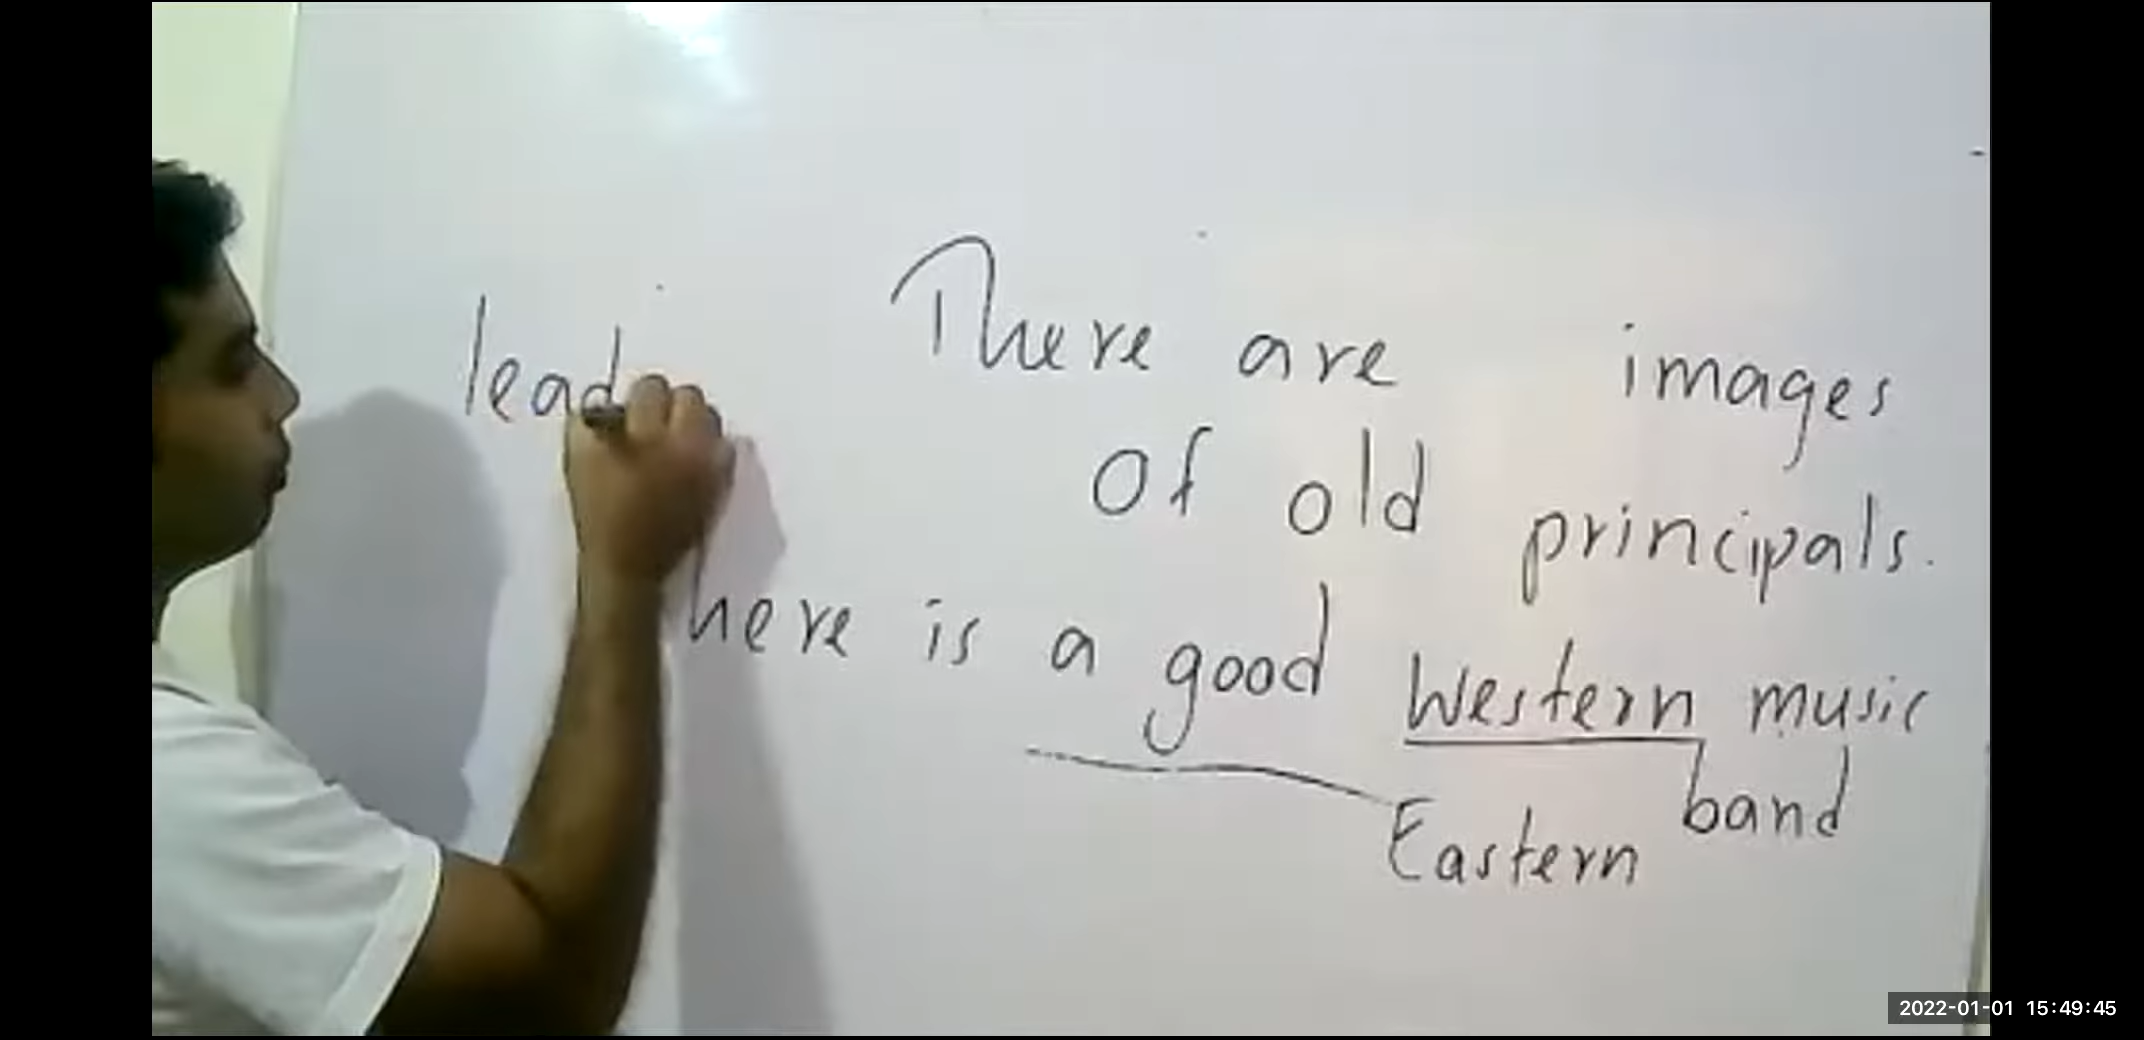 lead
There are images
of old principals.
here is a good Western music
band
Eastern
2022-01-01 15:49:45